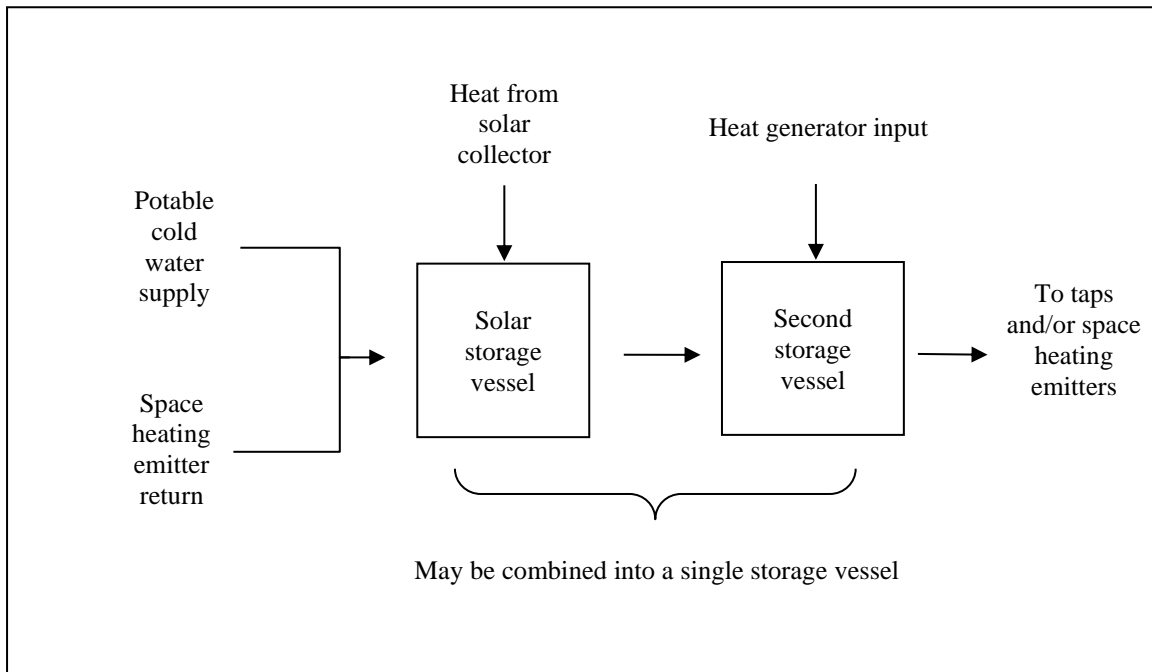 Heat from
solar
collector
Heat generator input
Potable
cold
water
supply
Solar
storage
vessel
Second
storage
vessel
To taps
and/or space
heating
emitters
Space
heating
emitter
return
May be combined into a single storage vessel